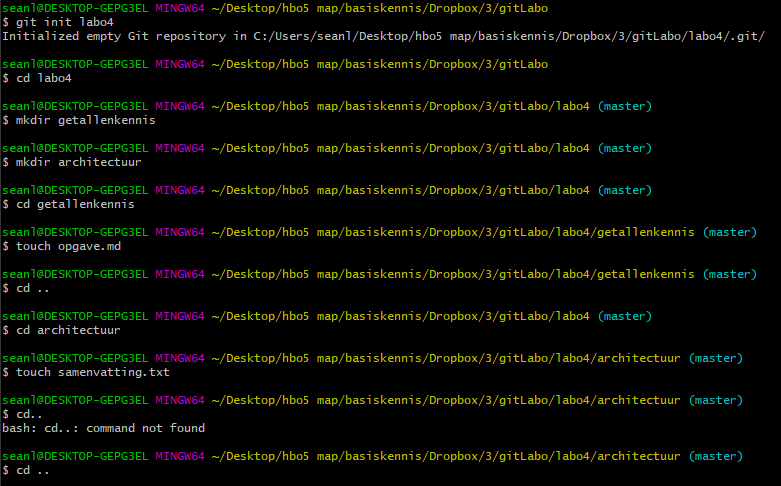 seanl@DESKTOP-GEPG3EL MINGW64 ~/Desktop/hbo5 map/basiskennis/Dropbox/3/gitLabo
$ git init labo4
Initialized empty Git repository in C:/Users/seanl/Desktop/hbo5 map/basiskennis/Dropbox/3/gitLabo/labo4/.git/
seanl@DESKTOP-GEPG3EL MINGW64 ~/Desktop/hbo5 map/basiskennis/Dropbox/3/gitLabo
$ cd labo4
seanl@DESKTOP-GEPG3EL MINGW64 ~/Desktop/hbo5 map/basiskennis/Dropbox/3/gitLabo/labo4 (master)
$ mkdir getallenkennis
seanl@DESKTOP-GEPG3EL MINGW64 ~/Desktop/hbo5 map/basiskennis/Dropbox/3/gitLabo/labo4 (master)
$ mkdir architectuur
seanl@DESKTOP-GEPG3EL MINGW64 ~/Desktop/hbo5 map/basiskennis/Dropbox/3/gitLabo/labo4 (master)
$ cd getallenkennis
seanl@DESKTOP-GEPG3EL MINGW64 ~/Desktop/hbo5 map/basiskennis/Dropbox/3/gitLabo/labo4/getallenkennis (master)
$ touch opgave.md
seanl@DESKTOP-GEPG3EL MINGW64 ~/Desktop/hbo5 map/basiskennis/Dropbox/3/gitLabo/labo4/getallenkennis (master)
$ cd ..
seanl@DESKTOP-GEPG3EL MINGW64 ~/Desktop/hbo5 map/basiskennis/Dropbox/3/gitLabo/labo4 (master)
$ cd architectuur
seanl@DESKTOP-GEPG3EL MINGW64 ~/Desktop/hbo5 map/basiskennis/Dropbox/3/gitLabo/labo4/architectuur (master)
$ touch samenvatting.txt
seanl@DESKTOP-GEPG3EL MINGW64 ~/Desktop/hbo5 map/basiskennis/Dropbox/3/gitLabo/labo4/architectuur (master)
$ cd..
bash: cd..: command not found
seanl@DESKTOP-GEPG3EL MINGW64 ~/Desktop/hbo5 map/basiskennis/Dropbox/3/gitLabo/labo4/architectuur (master)
$ cd ..